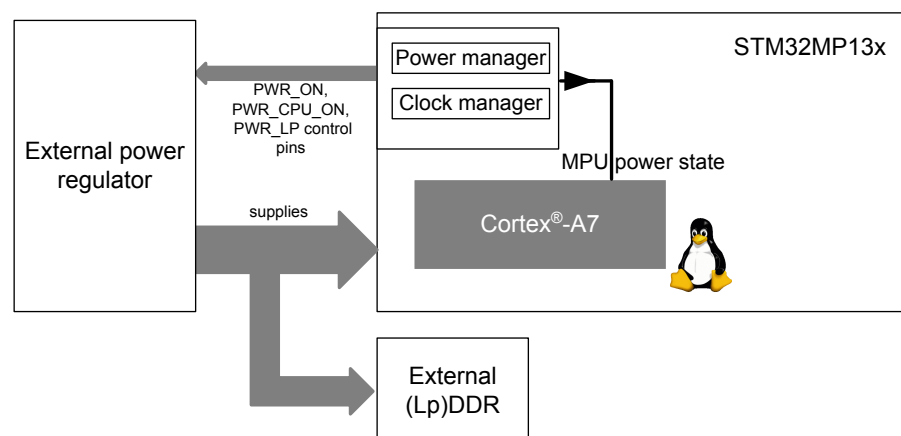 STM32MP13x
Power manager
Clock manager
PWR_ON,
PWR_CPU_ON,
PWR_LP control
pins
External power
regulator
MPU power state
supplies
Cortex®-A7
External
(Lp)DDR